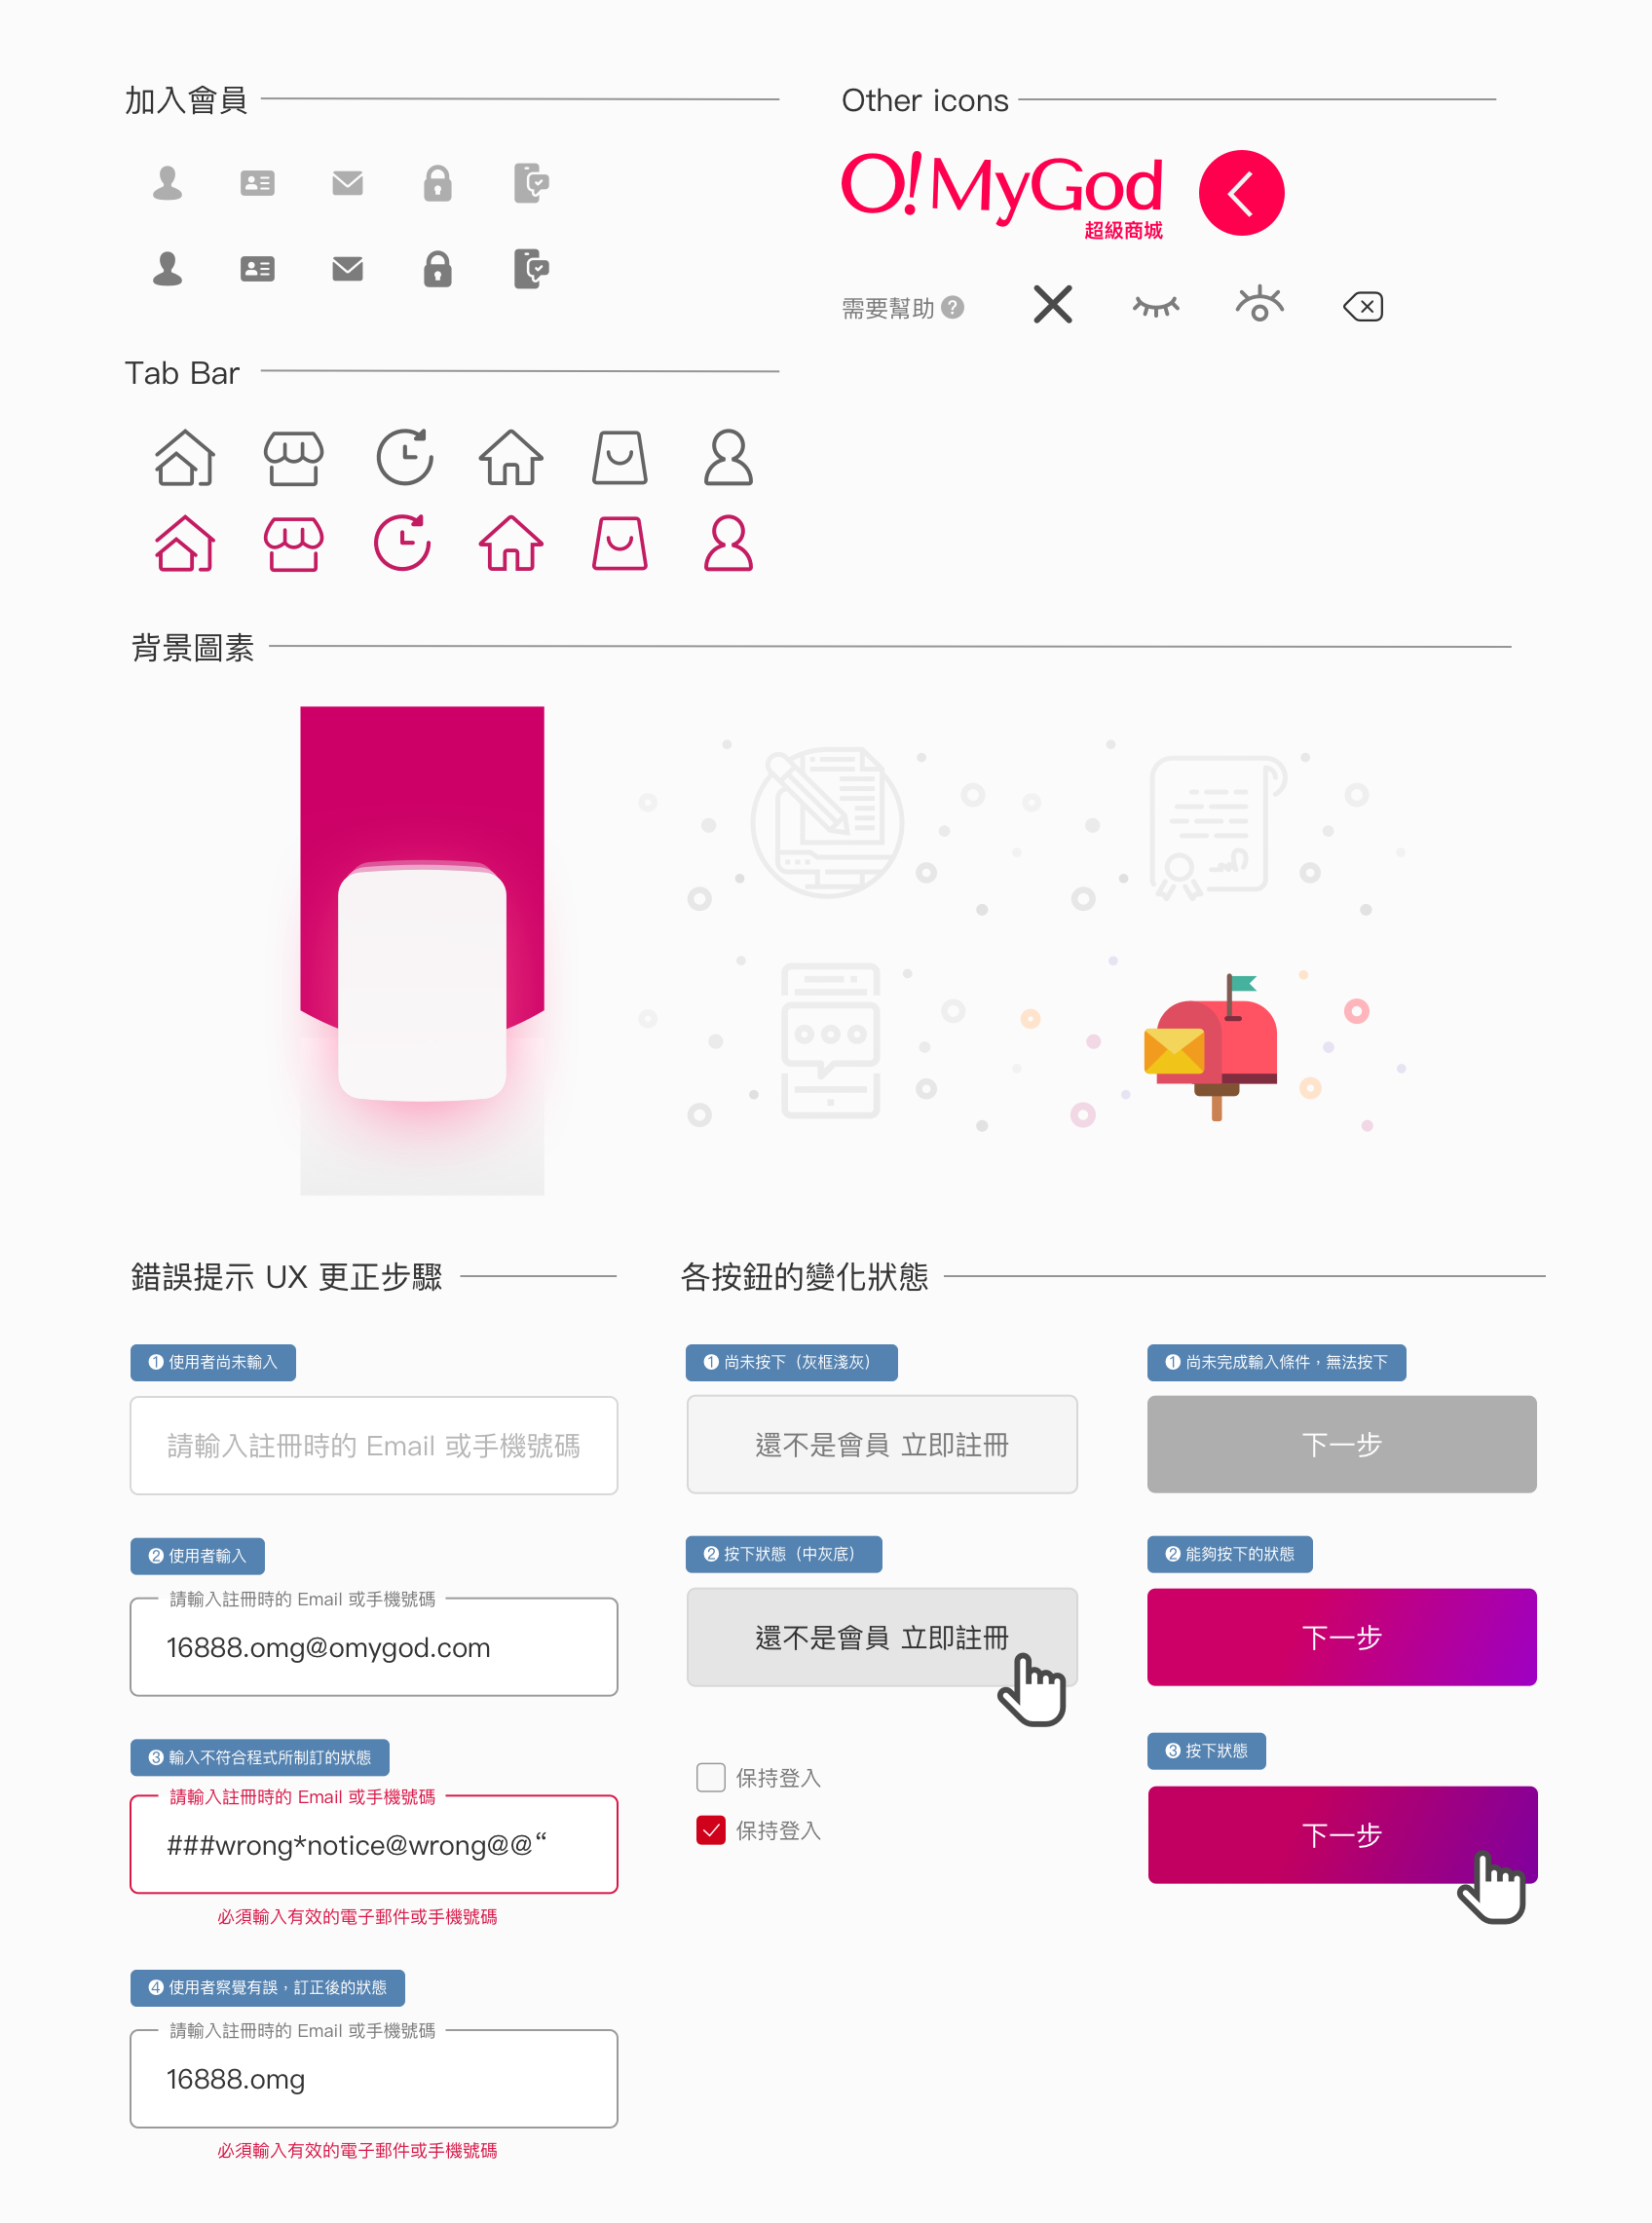 加入會員
Other icons
O!MyGod
超級商城
需要幫助 ?
Tab Bar
背景圖素
錯誤提示 UX 更正步驟
❶ 使用者尚未輸入
請輸入註冊時的 Email 或手機號碼
❷ 使用者輸入
請輸入註冊時的 Email 或手機號碼
16888.omg@omygod.com
❸ 輸入不符合程式所制訂的狀態
請輸入註冊時的 Email 或手機號碼
###wrong*notice@wrong@@“
必須輸入有效的電子郵件或手機號碼
❹ 使用者察覺有誤，訂正後的狀態
請輸入註冊時的 Email 或手機號碼
16888.omg
必須輸入有效的電子郵件或手機號碼
各按鈕的變化狀態
❶ 尚未按下（灰框淺灰）
還不是會員 立即註冊
❷ 按下狀態（中灰底）
還不是會員 立即註冊
保持登入
保持登入
❶ 尚未完成輸入條件，無法按下
下一步
❷ 能夠按下的狀態
下一步
❸ 按下狀態
下一步